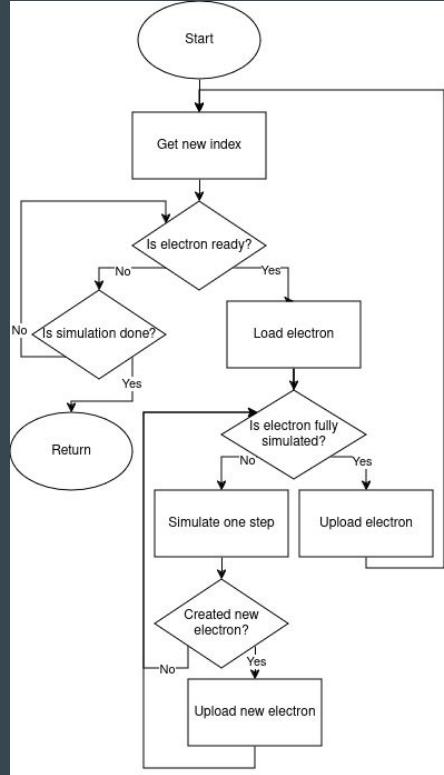 Start
Get new index
Is electron ready?
No
Yes
Is simulation done?
Load electron
No
Yes
Return
Is electron fully
simulated?
No
Yes
Simulate one step
Upload electron
Created new
electron?
No
Yes
Upload new electron